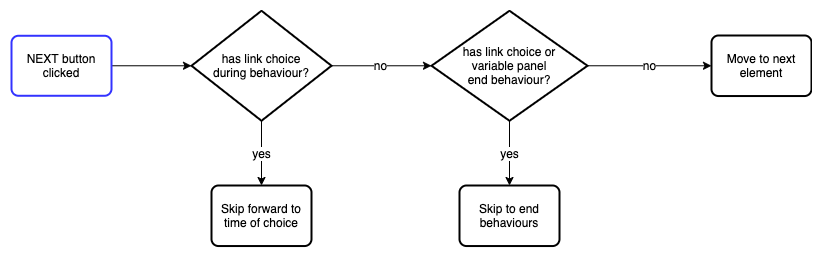 NEXT button
clicked
has link choice
during behaviour?
no
has link choice or
variable panel
end behaviour?
no
Move to next
element
yes
yes
Skip forward to
time of choice
Skip to end
behaviours